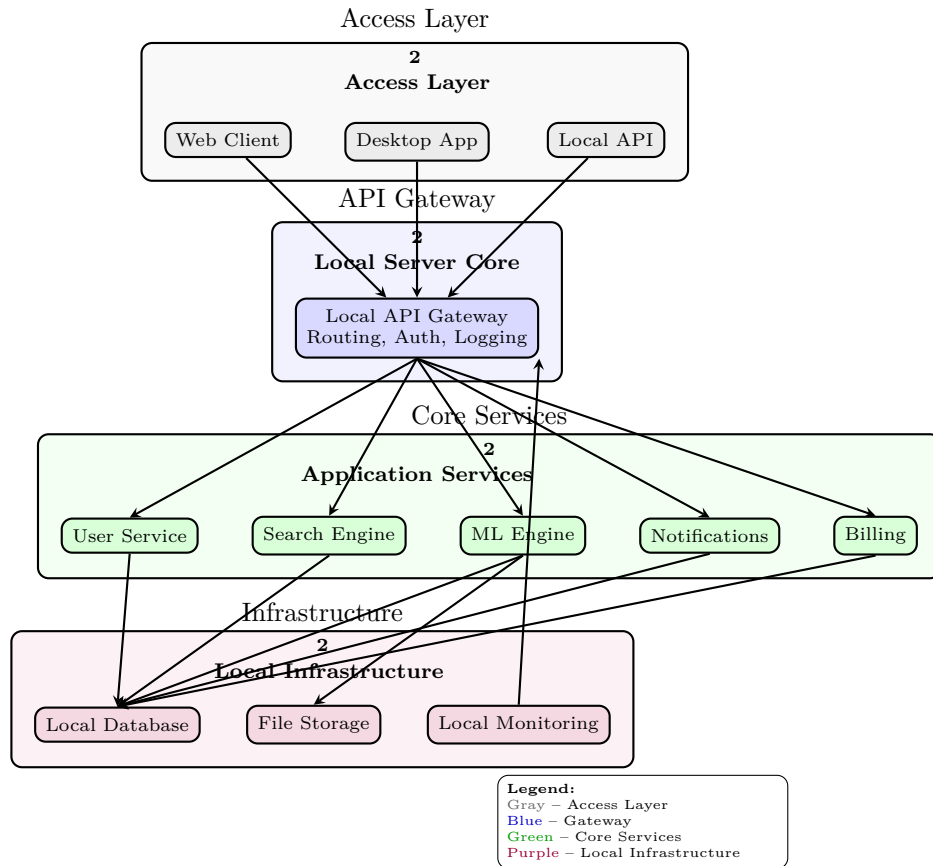 Access Layer
2
Access Layer
Web Client
Desktop App
Local API
API Gateway
2
Local Server Core
Local API Gateway
Routing, Auth, Logging
Core Services
2
Application Services
User Service
Search Engine
ML Engine
Notifications
Billing
Infrastructure
2
Local Infrastructure
Local Database
File Storage
Local Monitoring
Legend:
Gray – Access Layer
Blue – Gateway
Green – Core Services
Purple – Local Infrastructure